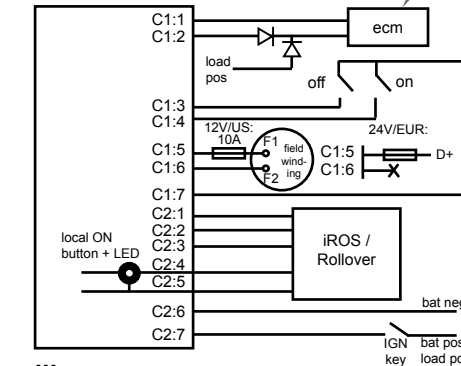 C1:1
C1:2
ecm
load
pos
off
on
C1:3
C1:4
12V/US:
10A
24V/EUR:
C1:5
C1:6
F1
F2
field
wind-
ing
C1:5
C1:6
D+
C1:7
C2:1
C2:2
C2:3
C2:4
C2:5
iROS /
Rollover
local ON
button + LED
C2:6
bat neg
C2:7
IGN
key
bat pos
load po